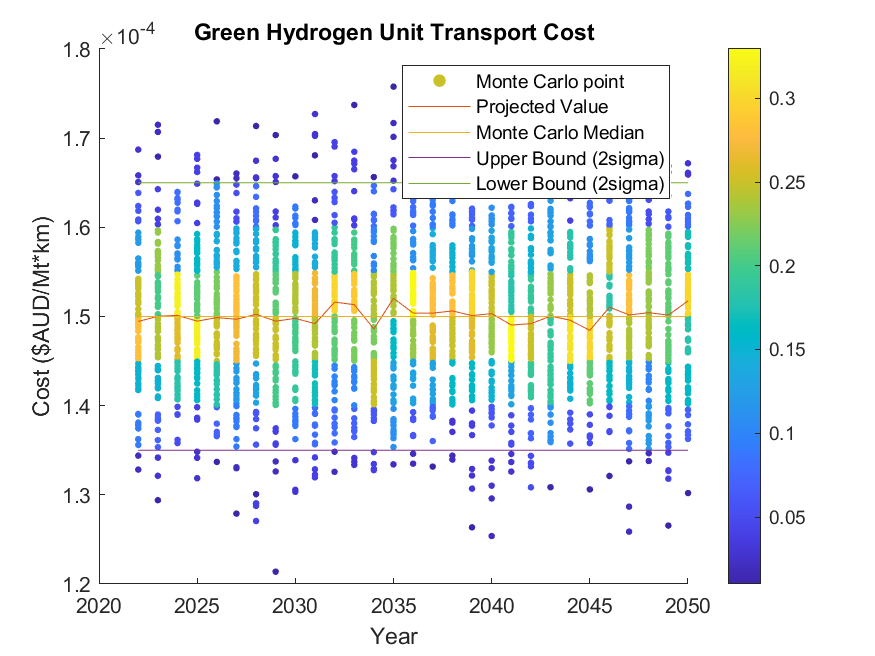 Green Hydrogen Unit Transport Cost
×10-4
1.8
1.7
1.6
1.5
1.4
1.3
1.2
Cost ($AUD/Mt*km)
2020 2025 2030 2035 2040 2045 2050
Year
Monte Carlo point
Projected Value
Monte Carlo Median
Upper Bound (2sigma)
Lower Bound (2sigma)
0.3
0.25
0.2
0.15
0.1
0.05